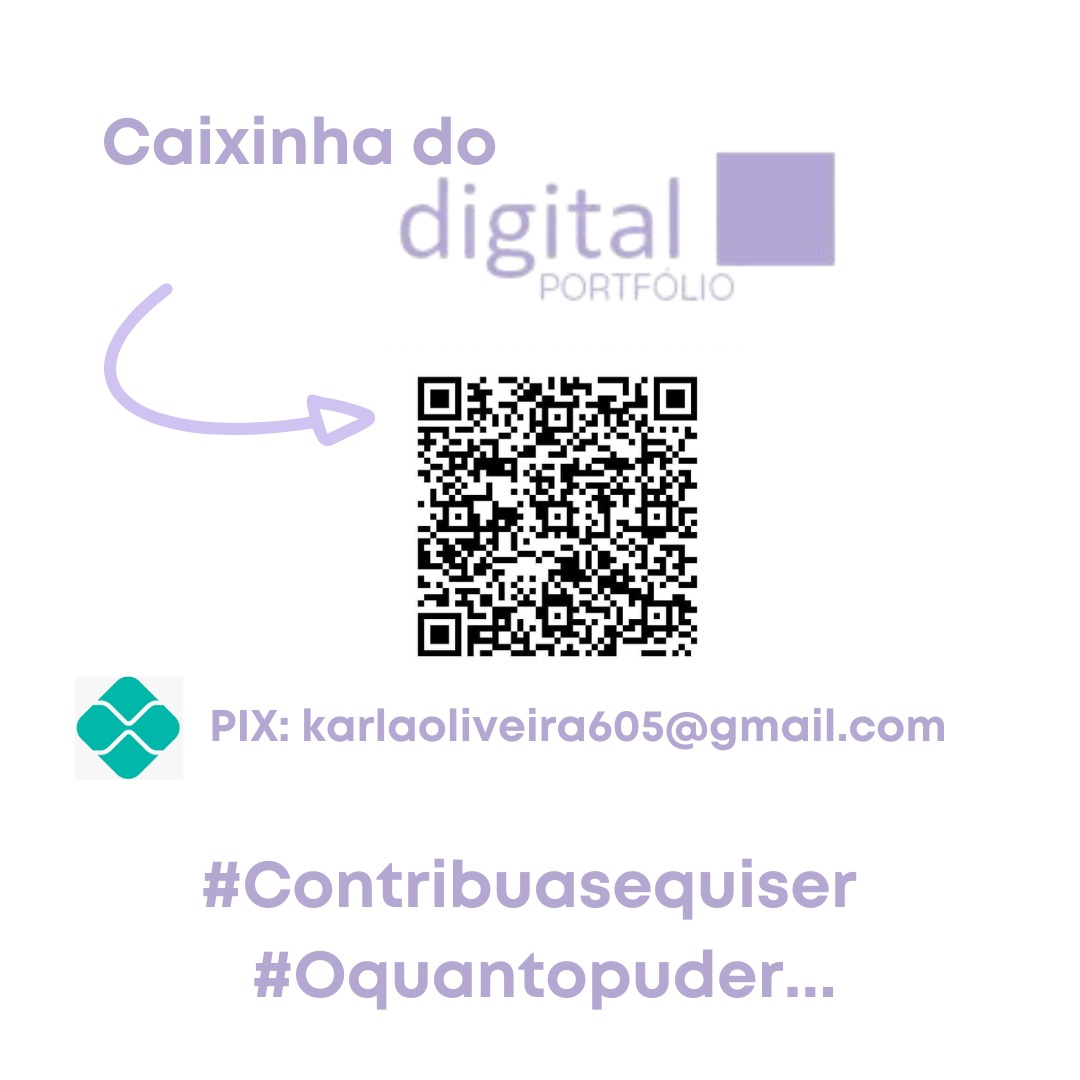 Caixinha do
digital
PORTFÓLIO
PIX: karlaoliveira605@gmail.com
#Contribuasequiser
#Oquantopuder...